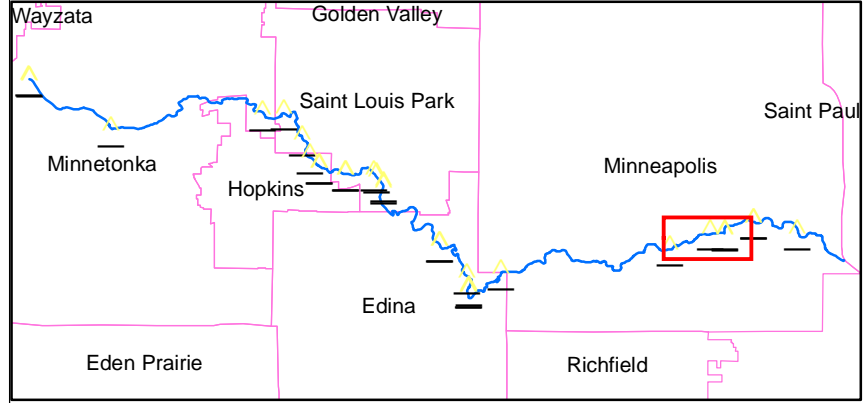 Wayzata
Golden Valley
Saint Louis Park
Saint Paul
Minnetonka
Minneapolis
Hopkins
Edina
Eden Prairie
Richfield